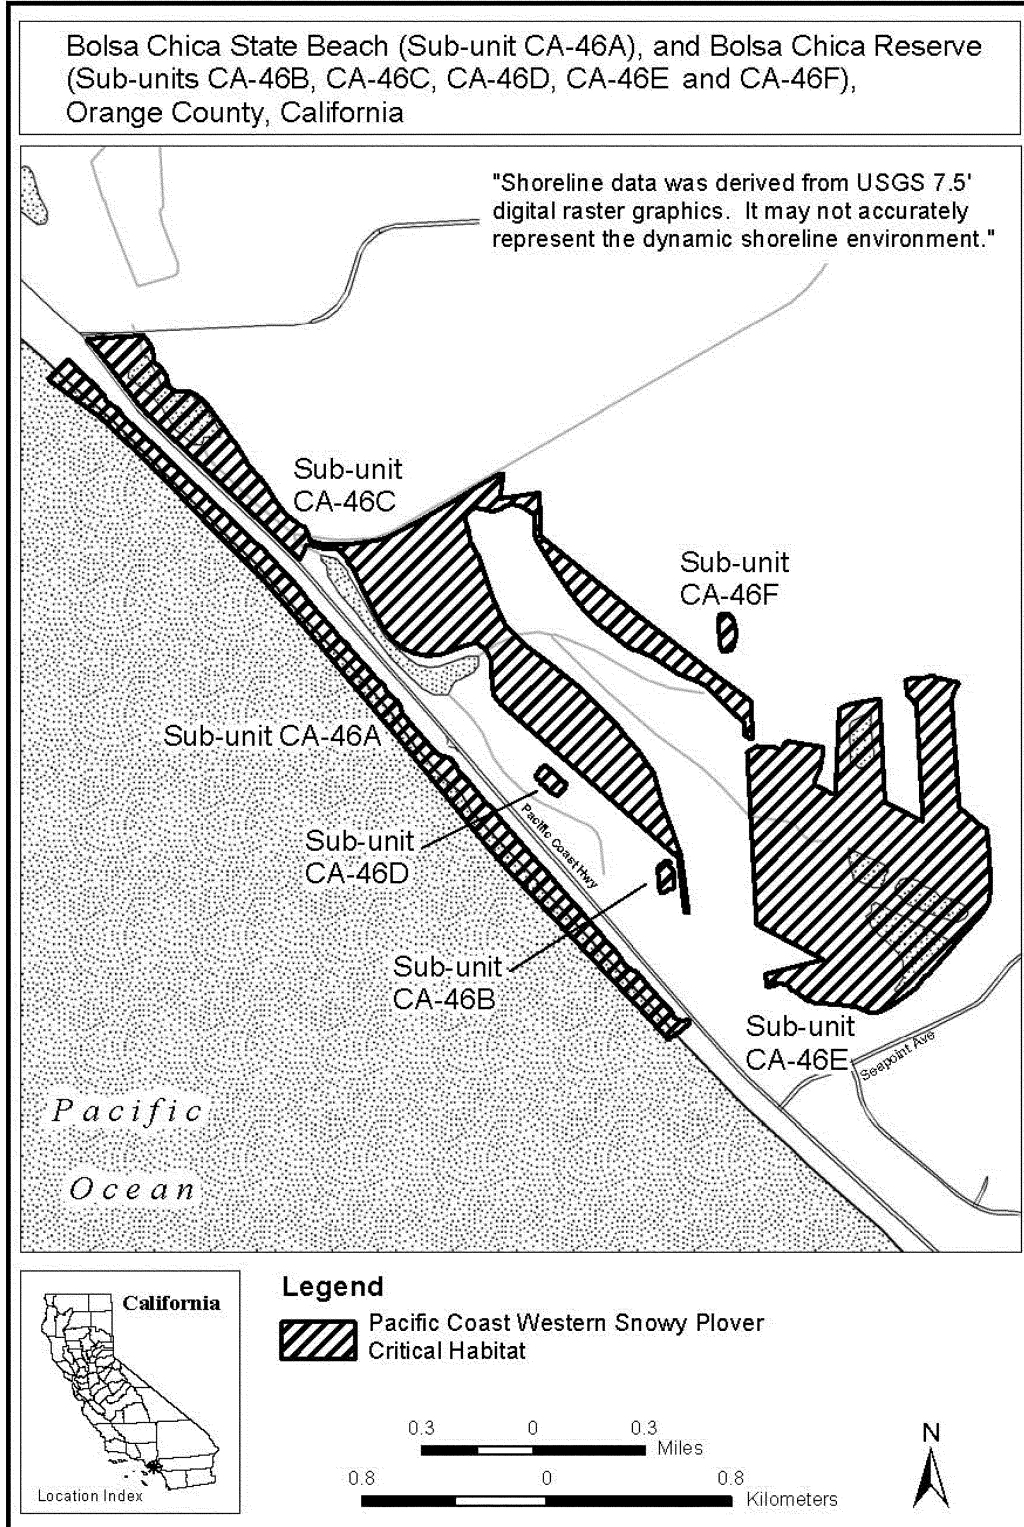 Bolsa Chica State Beach (Sub-unit CA-46A), and Bolsa Chica Reserve
(Sub-units CA-46B, CA-46C, CA-46D, CA-46E and CA-46F),
Orange County, California
"Shoreline data was derived from USGS 7.5'
digital raster graphics. It may not accurately
represent the dynamic shoreline environment."
Sub-unit
CA-46C
Sub-unit
CA-46F
Sub-unit CA-46A
Sub-unit
CA-46D
Pacific Coast Hwy
Sub-unit
CA-46B
Sub-unit
CA-46E
Seapoint Ave
Pacific
Ocean
California
Location Index
Legend
Pacific Coast Western Snowy Plover
Critical Habitat
0.3 0 0.3
Miles
0.8 0 0.8
Kilometers
N